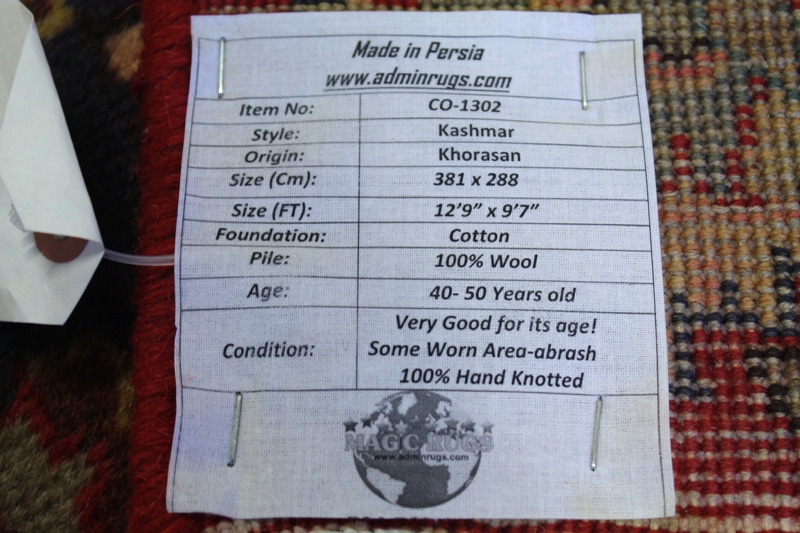 Made in Persia
www.adminrugs.com
Item No: CO-1302
Style: Kashmar
Origin: Khorasan
Size (Cm): 381 x 288
Size (FT): 12'9" x 9'7"
Foundation: Cotton
Pile: 100% Wool
Age: 40- 50 Years old
Condition: Very Good for its age!
Some Worn Area-abrash
100% Hand Knotted
MAGIC RUGS
www.adminrugs.com